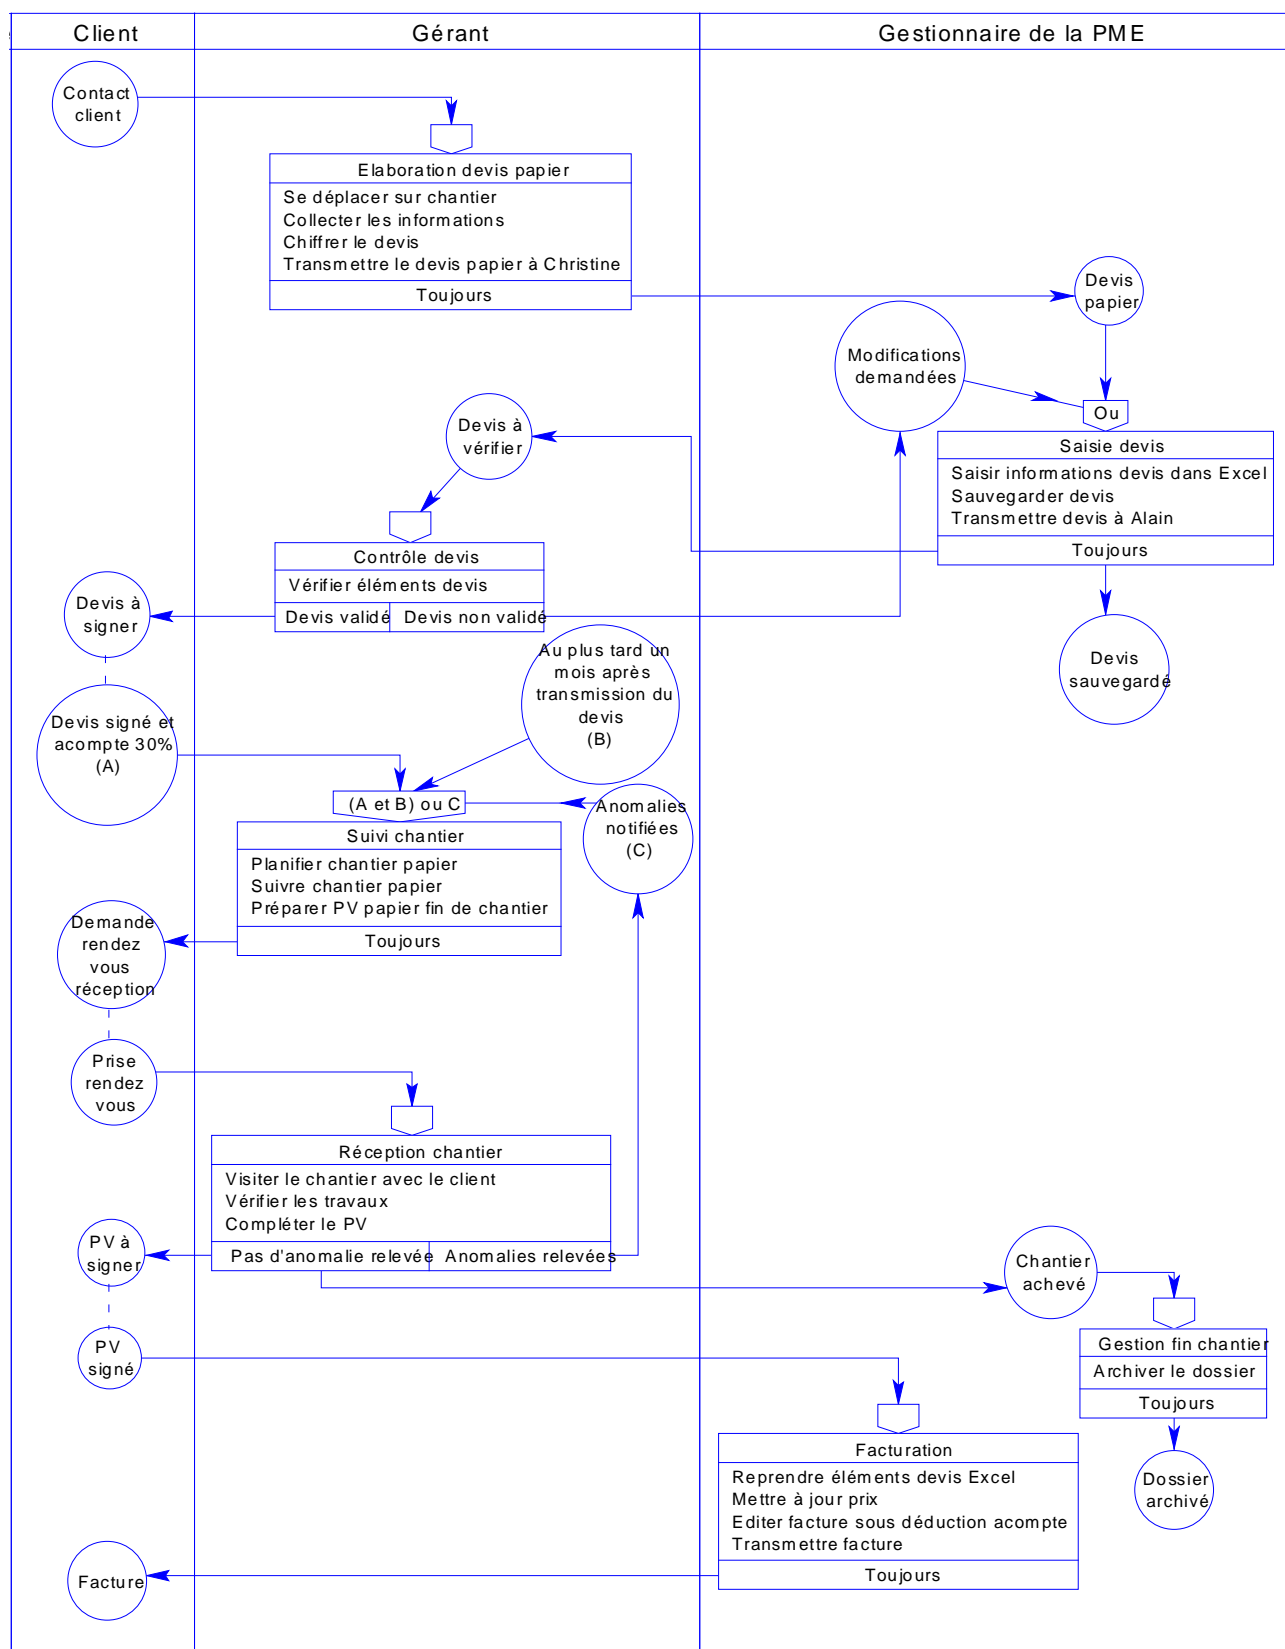 Client
Gérant
Gestionnaire de la PME
Contact
client
Elaboration devis papier
Se déplacer sur chantier
Collecter les informations
Chiffrer le devis
Transmettre le devis papier à Christine
Toujours
Devis
papier
Modifications
demandées
Ou
Saisie devis
Saisir informations devis dans Excel
Sauvegarder devis
Transmettre devis à Alain
Toujours
Devis à
vérifier
Contrôle devis
Vérifier éléments devis
Devis validé
Devis non validé
Devis à
signer
Devis
sauvegardé
Au plus tard un
mois après
transmission du
devis
(B)
Devis signé et
acompte 30%
(A)
(A et B) ou C
Anomalies
notifiées
(C)
Suivi chantier
Planifier chantier papier
Suivre chantier papier
Préparer PV papier fin de chantier
Toujours
Demande
rendez
vous
réception
Prise
rendez
vous
Réception chantier
Visiter le chantier avec le client
Vérifier les travaux
Compléter le PV
Pas d'anomalie relevée
Anomalies relevées
PV à
signer
Chantier
achevé
Gestion fin chantier
Archiver le dossier
Toujours
PV
signé
Dossier
archivé
Facturation
Reprendre éléments devis Excel
Mettre à jour prix
Editer facture sous déduction acompte
Transmettre facture
Toujours
Facture